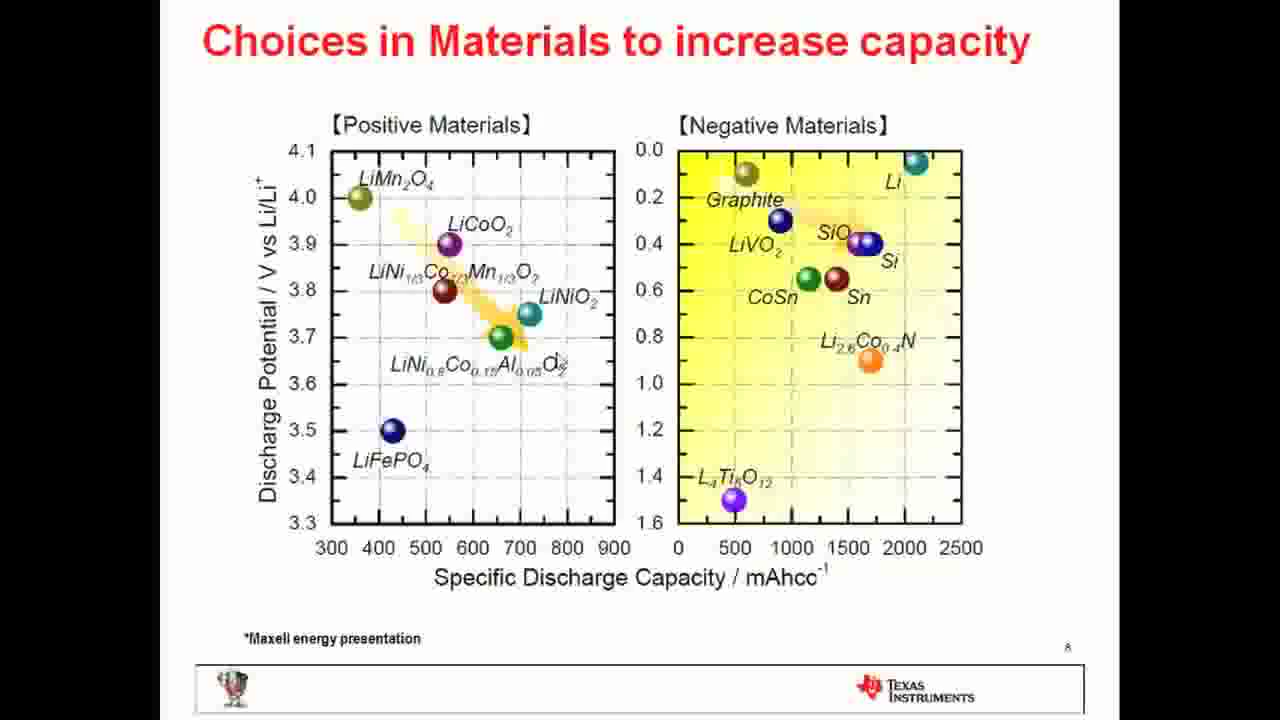 Choices in Materials to increase capacity
【Positive Materials】
【Negative Materials】
Discharge Potential / V vs Li/Li⁺
4.1
4.0
3.9
3.8
3.7
3.6
3.5
3.4
3.3
LiMn₂O₄
LiCoO₂
LiNi₁/₃Co₁/₃Mn₁/₃O₂
LiNiO₂
LiNi₀.₈Co₀.₁₅Al₀.₀₅O₂
LiFePO₄
300 400 500 600 700 800 900
0.0
0.2
0.4
0.6
0.8
1.0
1.2
1.4
1.6
Li
Graphite
LiVO₂
SiO
Si
CoSn
Sn
Li₂.₆Co₀.₄N
L₄Ti₅O₁₂
0 500 1000 1500 2000 2500
Specific Discharge Capacity / mAhcc⁻¹
*Maxell energy presentation
8
TEXAS
INSTRUMENTS